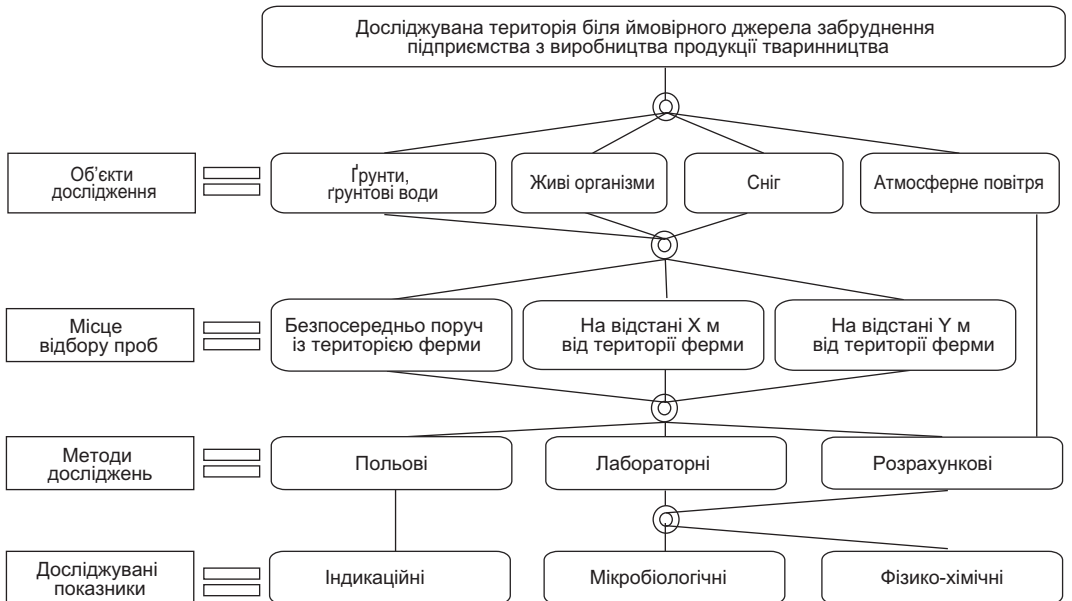 Досліджувана територія біля ймовірного джерела забруднення
підприємства з виробництва продукції тваринництва
Об’єкти
дослідження
Ґрунти,
ґрунтові води
Живі організми
Сніг
Атмосферне повітря
Місце
відбору проб
Безпосередньо поруч
із територією ферми
На відстані X м
від території ферми
На відстані Y м
від території ферми
Методи
досліджень
Польові
Лабораторні
Розрахункові
Досліджувані
показники
Індикаційні
Мікробіологічні
Фізико-хімічні